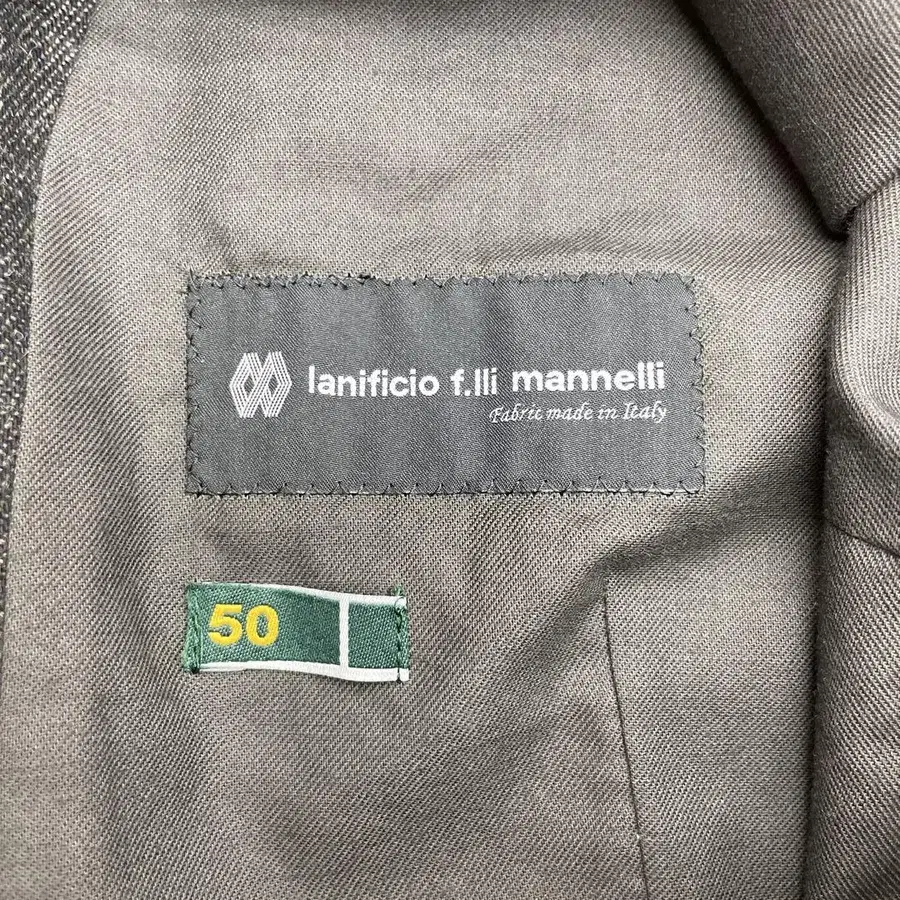 lanificio f.lli mannelli
Fabric made in Italy
50